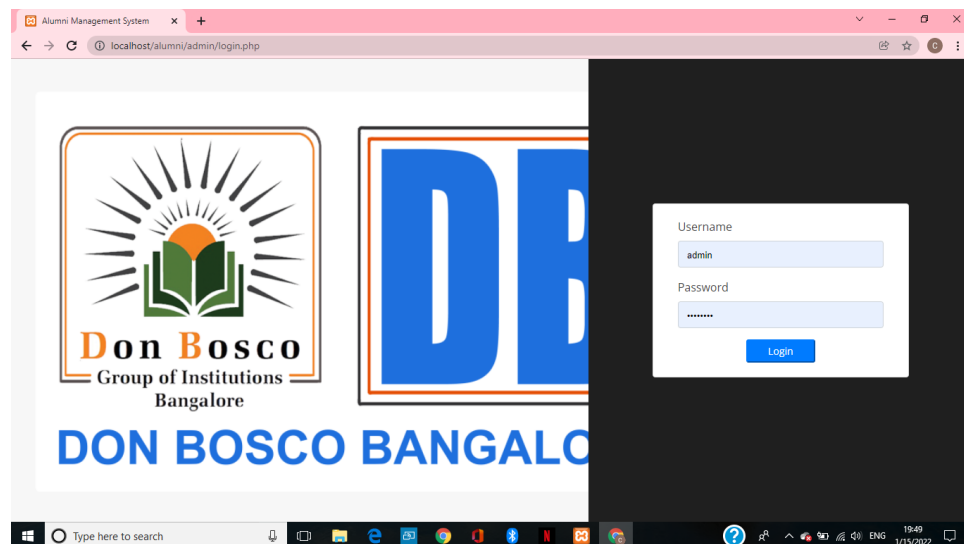 Alumni Management System
localhost/alumni/admin/login.php
C
Don Bosco
Group of Institutions
Bangalore
DB
DON BOSCO BANGALO
Username
admin
Password
Login
Type here to search
N
ENG
19:49
1/15/2022